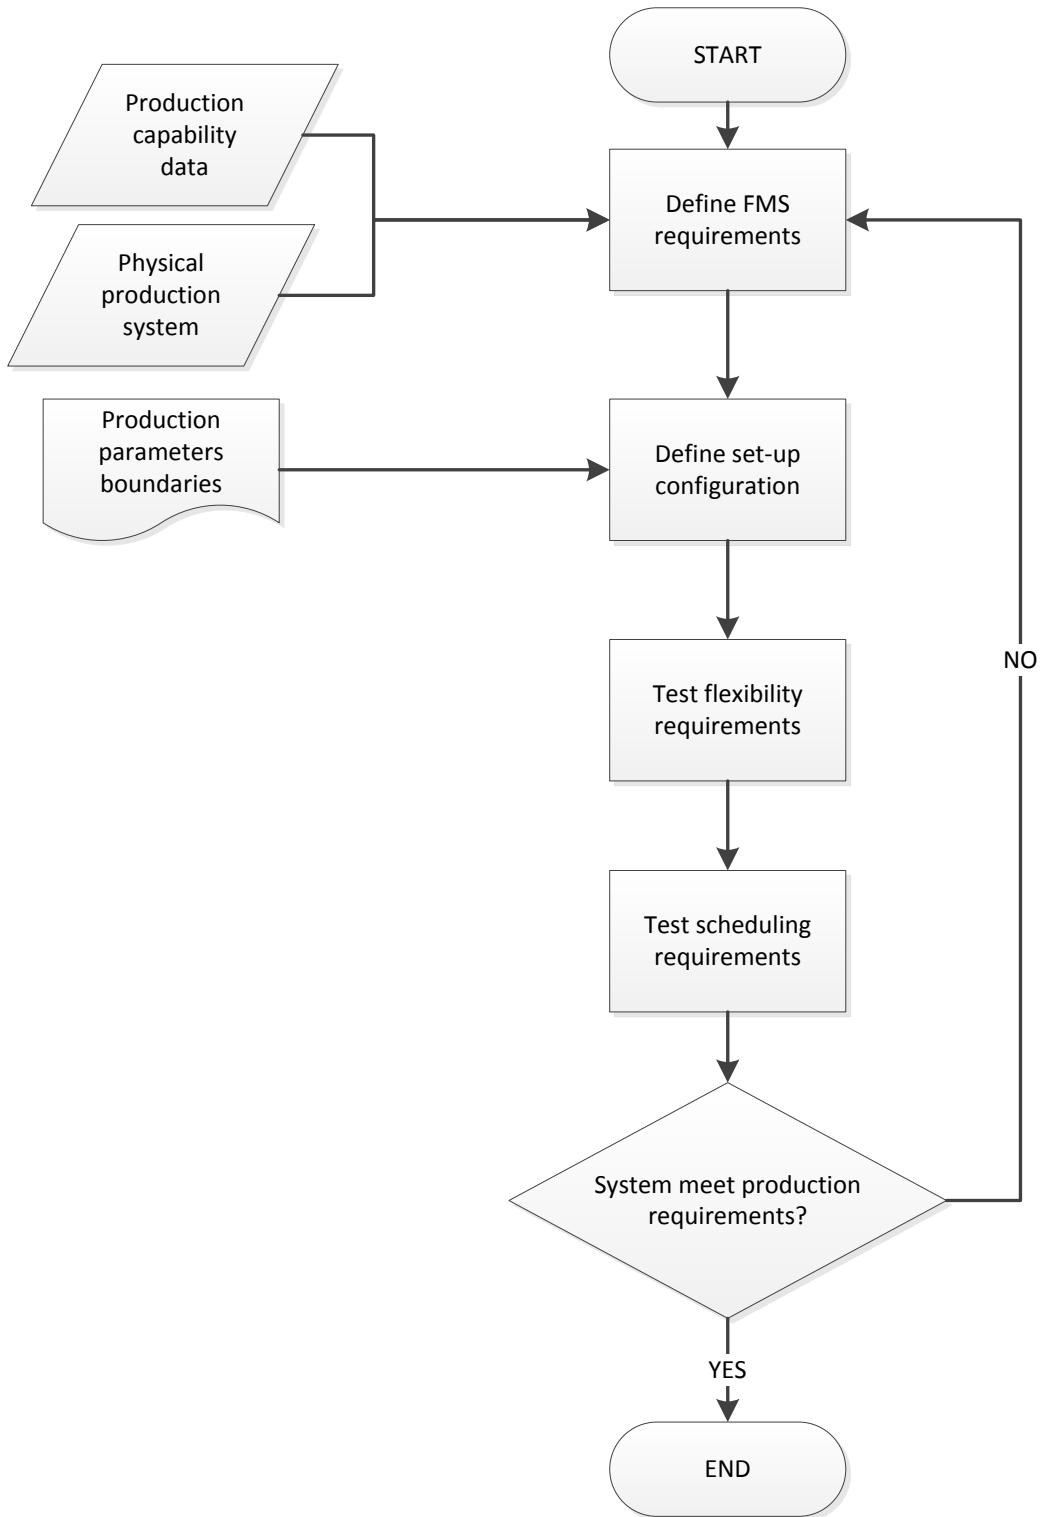 START
Production
capability
data
Define FMS
requirements
Physical
production
system
Production
parameters
boundaries
Define set-up
configuration
Test flexibility
requirements
NO
Test scheduling
requirements
System meet production
requirements?
YES
END